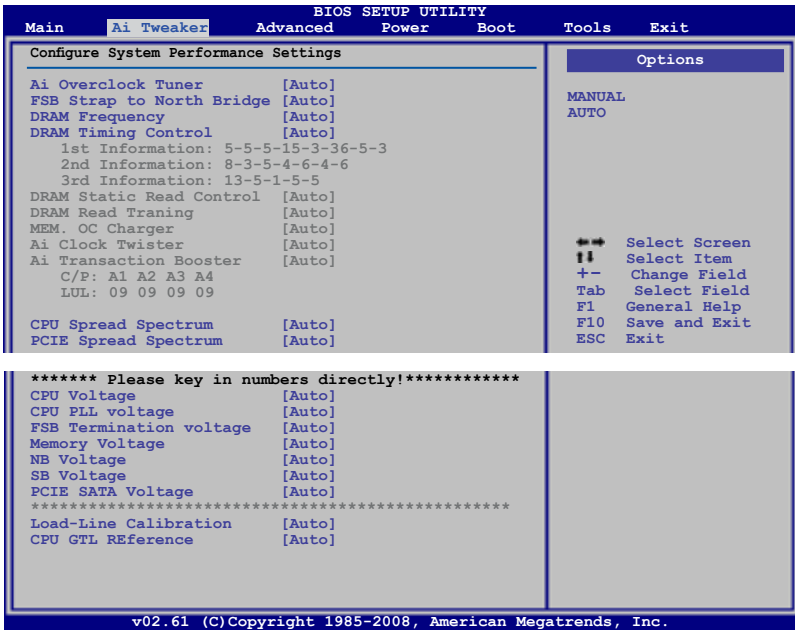 BIOS SETUP UTILITY
Main Ai Tweaker Advanced Power Boot Tools Exit
Configure System Performance Settings
Ai Overclock Tuner [Auto]
FSB Strap to North Bridge [Auto]
DRAM Frequency [Auto]
DRAM Timing Control [Auto]
1st Information: 5-5-5-15-3-36-5-3
2nd Information: 8-3-5-4-6-4-6
3rd Information: 13-5-1-5-5
DRAM Static Read Control [Auto]
DRAM Read Traning [Auto]
MEM. OC Charger [Auto]
Ai Clock Twister [Auto]
Ai Transaction Booster [Auto]
C/P: A1 A2 A3 A4
LUL: 09 09 09 09
CPU Spread Spectrum [Auto]
PCIE Spread Spectrum [Auto]
Options
MANUAL
AUTO
Select Screen
Select Item
+- Change Field
Tab Select Field
F1 General Help
F10 Save and Exit
ESC Exit
******* Please key in numbers directly!************
CPU Voltage [Auto]
CPU PLL voltage [Auto]
FSB Termination voltage [Auto]
Memory Voltage [Auto]
NB Voltage [Auto]
SB Voltage [Auto]
PCIE SATA Voltage [Auto]
**************************************************
Load-Line Calibration [Auto]
CPU GTL REference [Auto]
v02.61 (C)Copyright 1985-2008, American Megatrends, Inc.